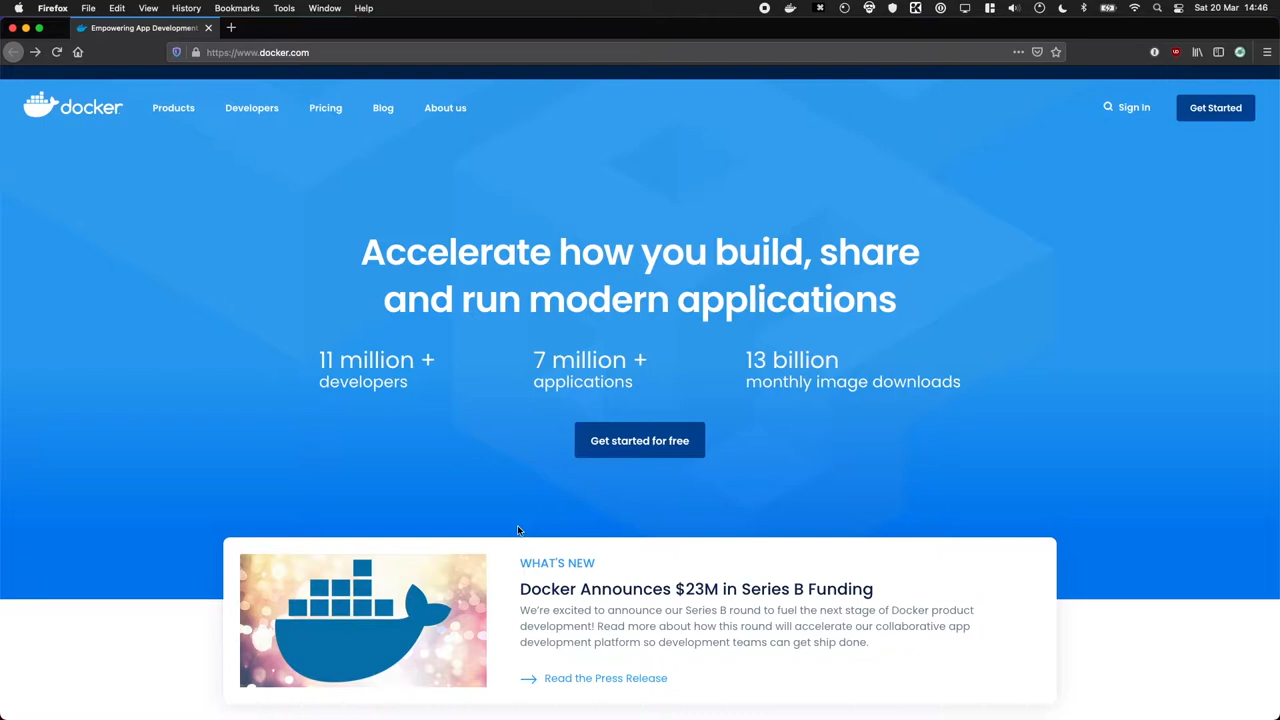 Firefox File Edit View History Bookmarks Tools Window Help Sat 20 Mar 14:46
Empowering App Development
https://www.docker.com
docker Products Developers Pricing Blog About us Sign In Get Started
Accelerate how you build, share
and run modern applications
11 million + 7 million + 13 billion
developers applications monthly image downloads
Get started for free
WHAT'S NEW
Docker Announces $23M in Series B Funding
We're excited to announce our Series B round to fuel the next stage of Docker product
development! Read more about how this round will accelerate our collaborative app
development platform so development teams can get ship done.
Read the Press Release